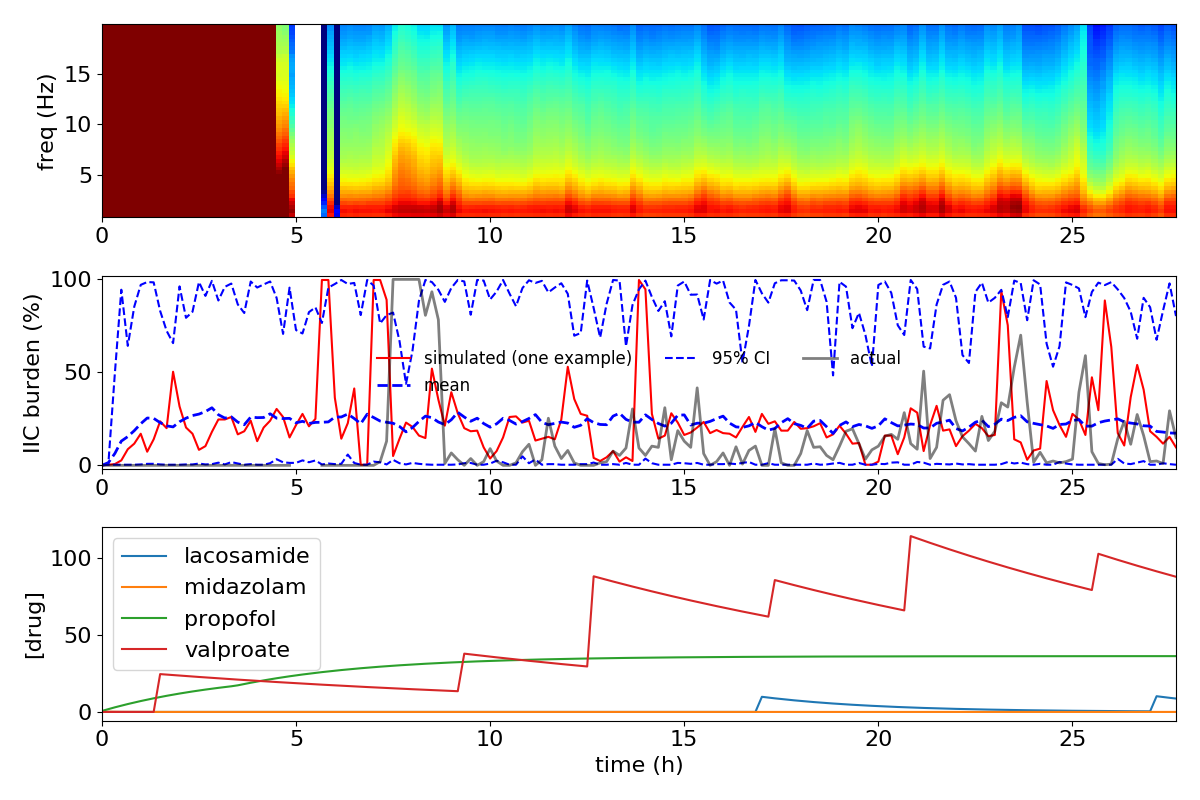 freq (Hz)
15
10
5
0 5 10 15 20 25
IIC burden (%)
100
50
0
simulated (one example) 95% CI actual
mean
0 5 10 15 20 25
[drug]
100
50
0
lacosamide
midazolam
propofol
valproate
0 5 10 15 20 25
time (h)